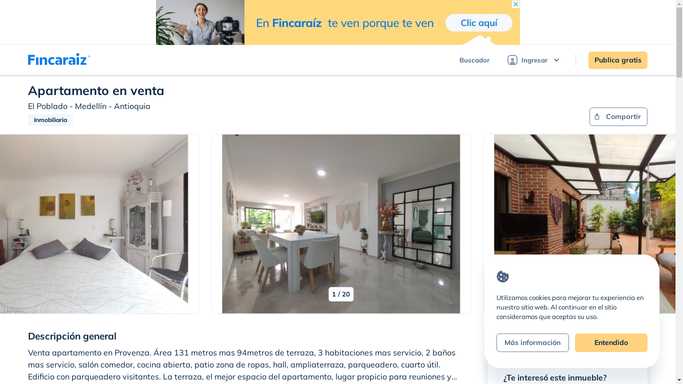 En Fincaraíz te ven porque te ven
Clic aquí
Fincaraiz
Buscador
Ingresar
Publica gratis
Apartamento en venta
El Poblado - Medellín - Antioquia
Inmobiliaria
Compartir
1 / 20
Utilizamos cookies para mejorar tu experiencia en
nuestro sitio web. Al continuar en el sitio
consideramos que aceptas su uso.
Más información
Entendido
Descripción general
Venta apartamento en Provenza. Área 131 metros mas 94metros de terraza, 3 habitaciones mas servicio, 2 baños
mas servicio, salón comedor, cocina abierta, patio zona de ropas, hall, ampliaterraza, parqueadero, cuarto útil.
Edificio con parqueadero visitantes. La terraza, el mejor espacio del apartamento, lugar propicio para reuniones y...
¿Te interesó este inmueble?